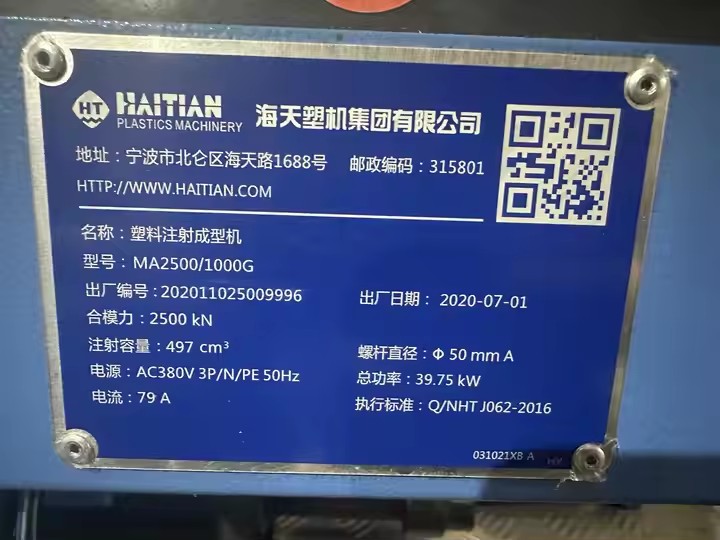 HT HAITIAN
PLASTICS MACHINERY
海天塑机集团有限公司
地址：宁波市北仑区海天路1688号 邮政编码：315801
HTTP://WWW.HAITIAN.COM
名称：塑料注射成型机
型号：MA2500/1000G
出厂编号：202011025009996 出厂日期： 2020-07-01
合模力：2500 kN
注射容量：497 cm³ 螺杆直径：Φ 50 mm A
电源：AC380V 3P/N/PE 50Hz 总功率：39.75 kW
电流：79 A 执行标准：Q/NHT J062-2016
031021XB A